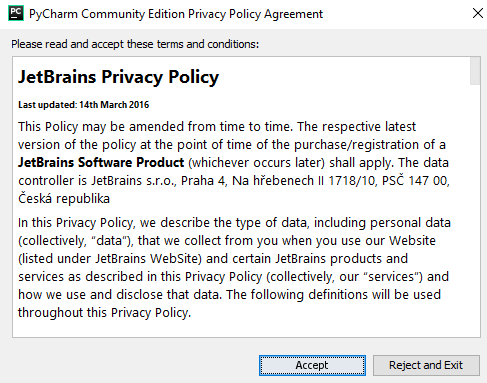 PyCharm Community Edition Privacy Policy Agreement
Please read and accept these terms and conditions:
JetBrains Privacy Policy
Last updated: 14th March 2016
This Policy may be amended from time to time. The respective latest
version of the policy at the point of time of the purchase/registration of a
JetBrains Software Product (whichever occurs later) shall apply. The data
controller is JetBrains s.r.o., Praha 4, Na hřebenech II 1718/10, PSČ 147 00,
Česká republika
In this Privacy Policy, we describe the type of data, including personal data
(collectively, “data”), that we collect from you when you use our Website
(listed under JetBrains WebSite) and certain JetBrains products and
services as described in this Privacy Policy (collectively, our “services”) and
how we use and disclose that data. The following definitions will be used
throughout this Privacy Policy.
Accept Reject and Exit